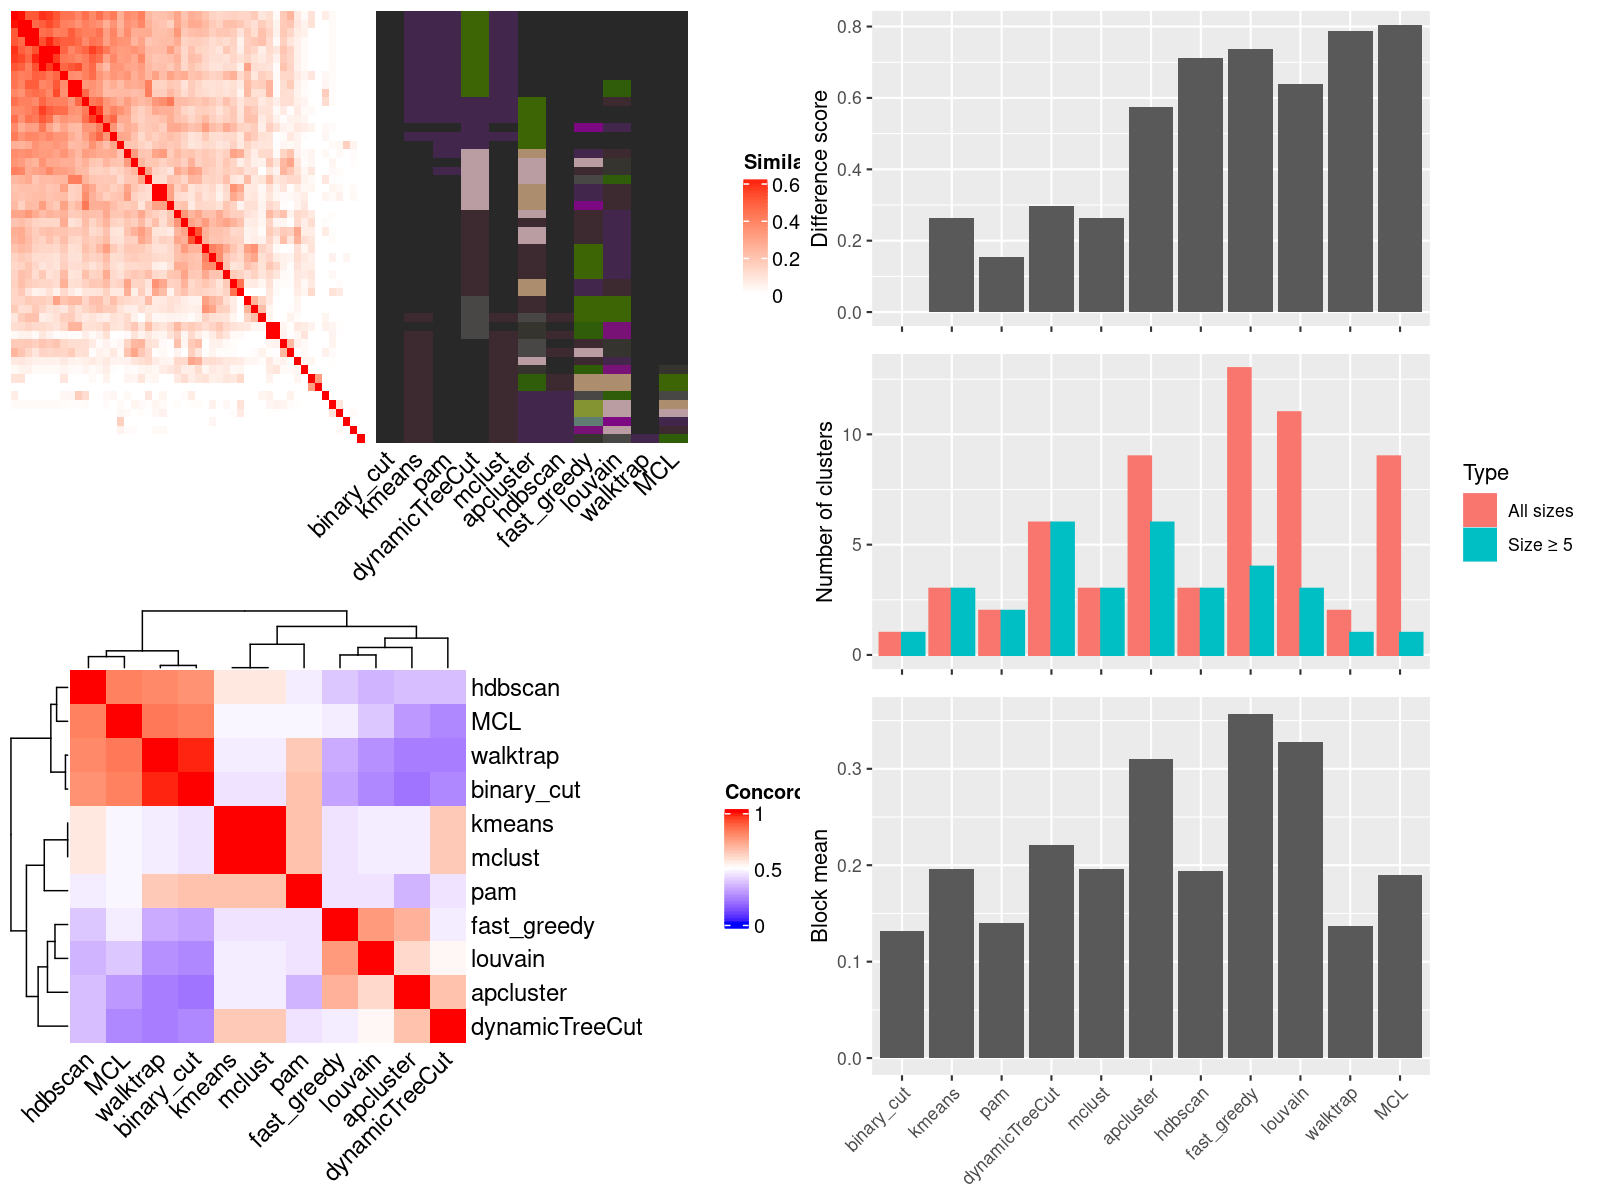 Simila
0.6
0.4
0.2
0
binary_cut
kmeans
pam
dynamicTreeCut
mclust
apcluster
hdbscan
fast_greedy
louvain
walktrap
MCL
hdbscan
MCL
walktrap
binary_cut
kmeans
mclust
pam
fast_greedy
louvain
apcluster
dynamicTreeCut
Concord
1
0.5
0
hdbscan
MCL
walktrap
binary_cut
kmeans
mclust
pam
fast_greedy
louvain
apcluster
dynamicTreeCut
Difference score
0.8
0.6
0.4
0.2
0.0
Number of clusters
10
5
0
Type
All sizes
Size ≥ 5
Block mean
0.3
0.2
0.1
0.0
binary_cut
kmeans
pam
dynamicTreeCut
mclust
apcluster
hdbscan
fast_greedy
louvain
walktrap
MCL